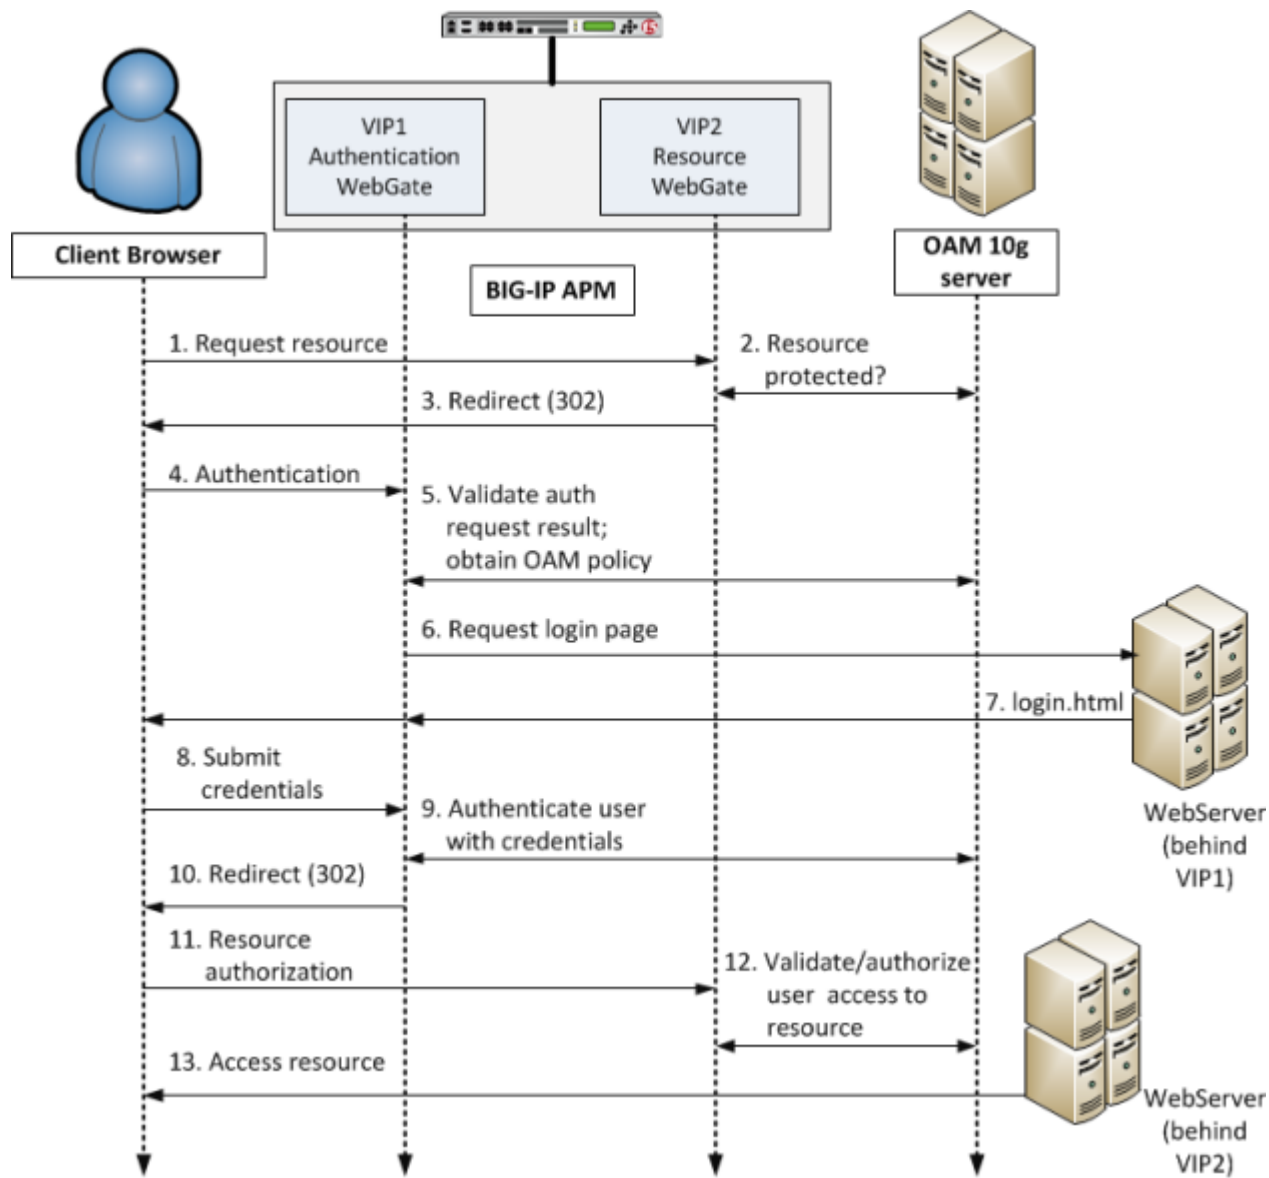 VIP1
Authentication
WebGate
VIP2
Resource
WebGate
Client Browser
BIG-IP APM
OAM 10g
server
1. Request resource
2. Resource
protected?
3. Redirect (302)
4. Authentication
5. Validate auth
request result;
obtain OAM policy
6. Request login page
7. login.html
8. Submit
credentials
9. Authenticate user
with credentials
WebServer
(behind
VIP1)
10. Redirect (302)
11. Resource
authorization
12. Validate/authorize
user access to
resource
13. Access resource
WebServer
(behind
VIP2)